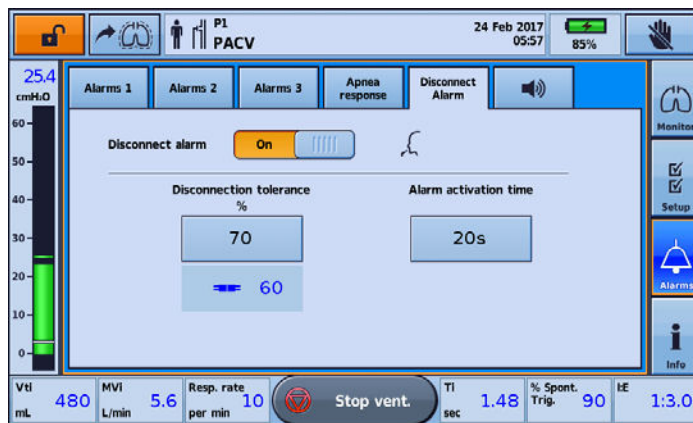 P1
PACV
24 Feb 2017
05:57
85%
25.4
cmH₂O
Alarms 1
Alarms 2
Alarms 3
Apnea
response
Disconnect
Alarm
Disconnect alarm
On
Disconnection tolerance
%
70
60
Alarm activation time
20s
60
50
40
30
20
10
0
Monitor
Setup
Alarms
Info
Vti
mL
480
MVi
L/min
5.6
Resp. rate
per min
10
Stop vent.
Ti
sec
1.48
% Spont.
Trig.
90
I:E
1:3.0